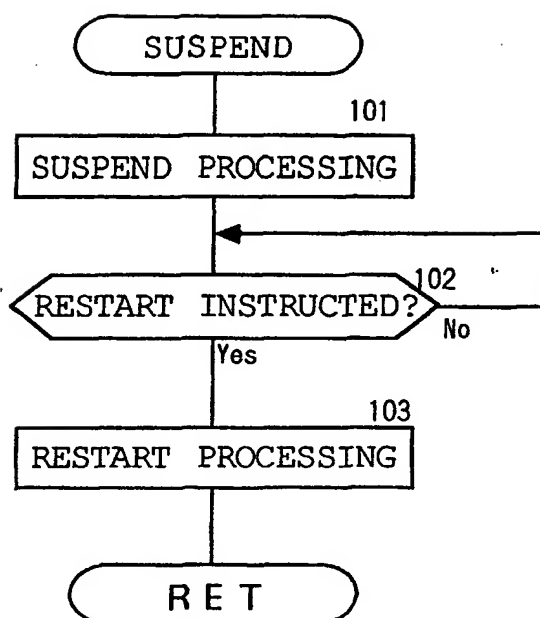 SUSPEND
101
SUSPEND PROCESSING
102
RESTART INSTRUCTED?
No
Yes
103
RESTART PROCESSING
RET